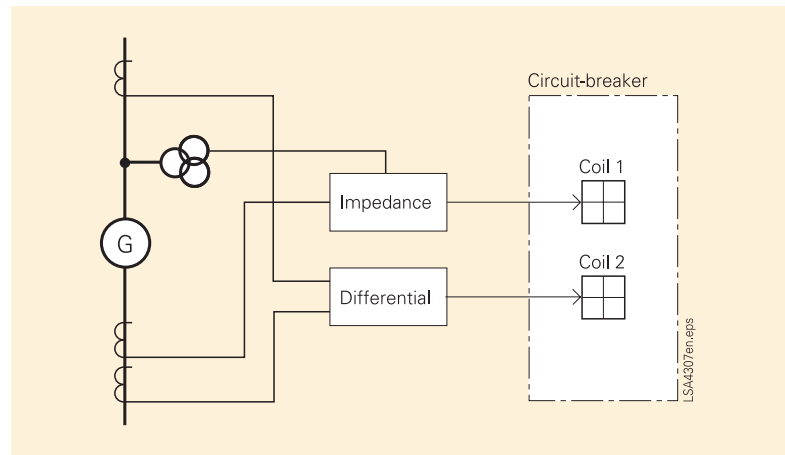 Circuit-breaker
Coil 1
Impedance
G
Coil 2
Differential
LSA4307en.eps